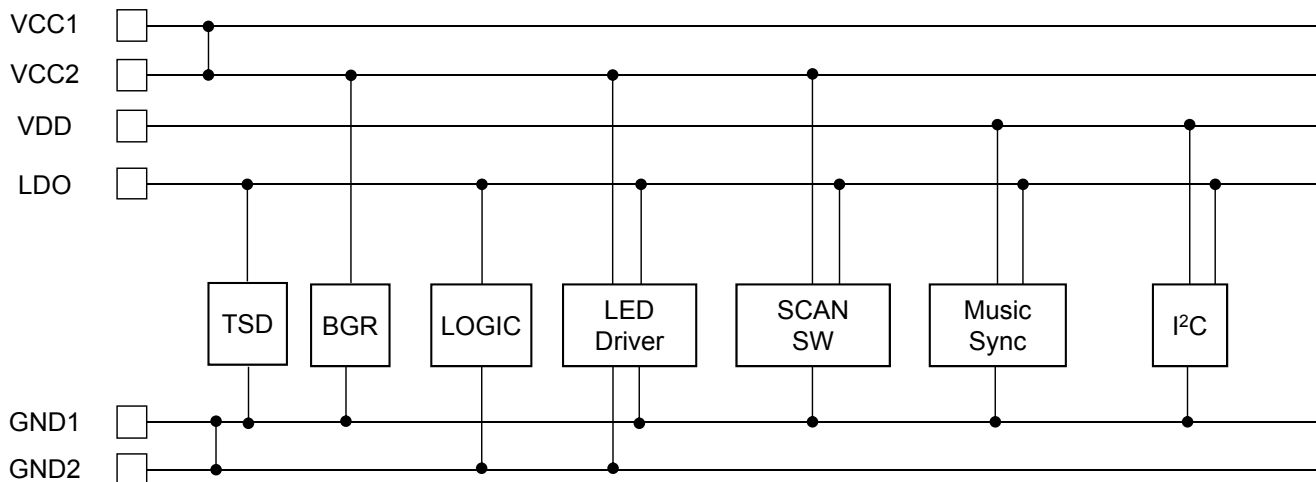 VCC1
VCC2
VDD
LDO
TSD
BGR
LOGIC
LED
Driver
SCAN
SW
Music
Sync
I²C
GND1
GND2